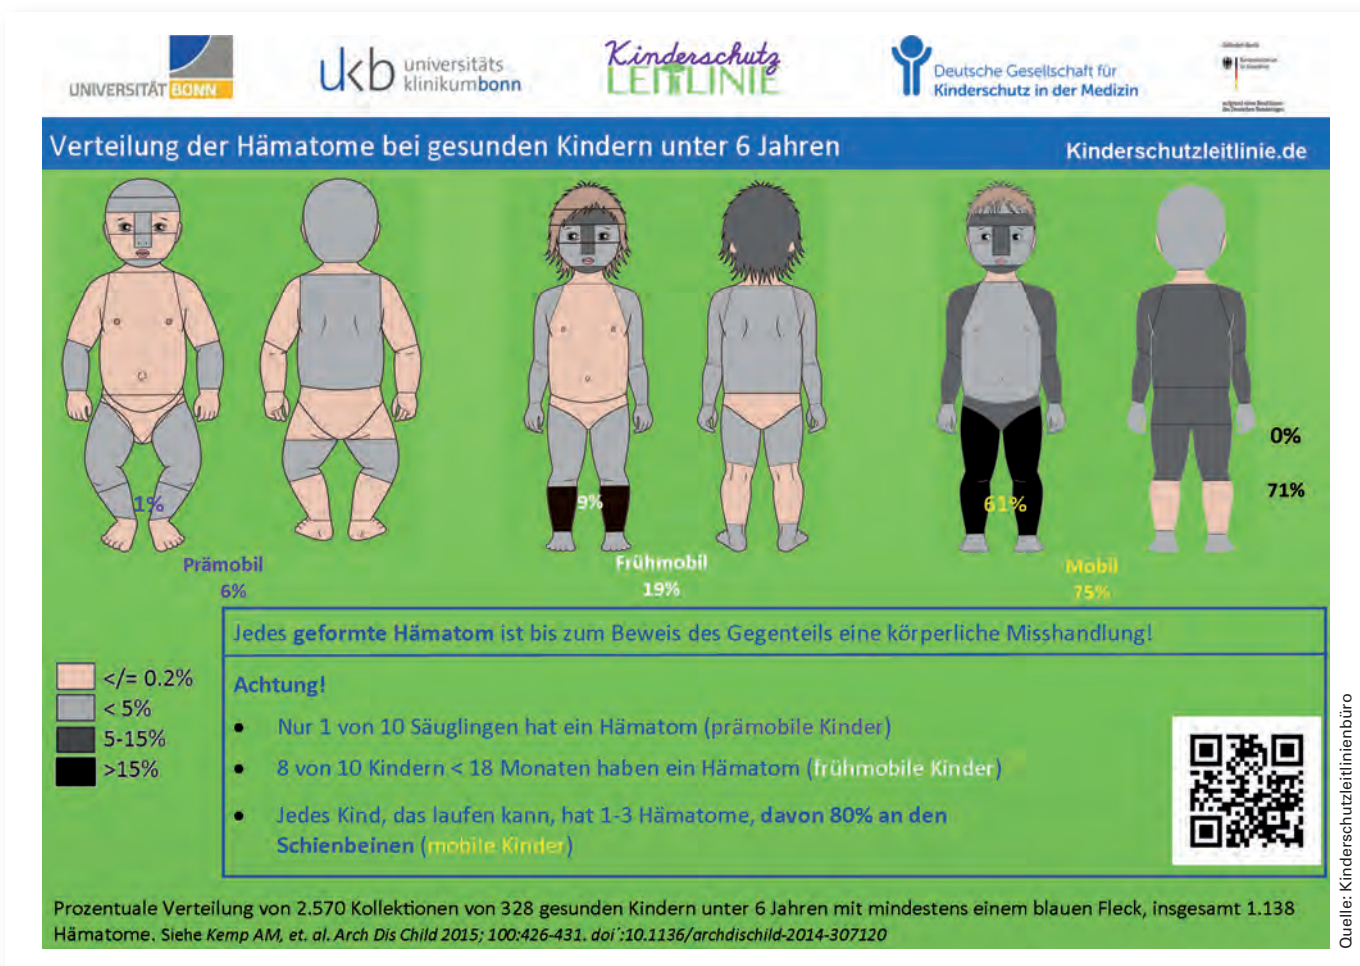 UNIVERSITÄT BONN
ukb universitäts
klinikumbonn
Kinderschutz
LEITLINIE
Deutsche Gesellschaft für
Kinderschutz in der Medizin
Verteilung der Hämatome bei gesunden Kindern unter 6 Jahren
Kinderschutzleitlinie.de
0%
71%
1%
9%
61%
Prämobil
6%
Frühmobil
19%
Mobil
75%
Jedes geformte Hämatom ist bis zum Beweis des Gegenteils eine körperliche Misshandlung!
</= 0.2%
< 5%
5-15%
>15%
Achtung!
• Nur 1 von 10 Säuglingen hat ein Hämatom (prämobile Kinder)
• 8 von 10 Kindern < 18 Monaten haben ein Hämatom (frühmobile Kinder)
• Jedes Kind, das laufen kann, hat 1-3 Hämatome, davon 80% an den
Schienbeinen (mobile Kinder)
Prozentuale Verteilung von 2.570 Kollektionen von 328 gesunden Kindern unter 6 Jahren mit mindestens einem blauen Fleck, insgesamt 1.138
Hämatome. Siehe Kemp AM, et. al. Arch Dis Child 2015; 100:426-431. doi´:10.1136/archdischild-2014-307120
Quelle: Kinderschutzleitlinienbüro